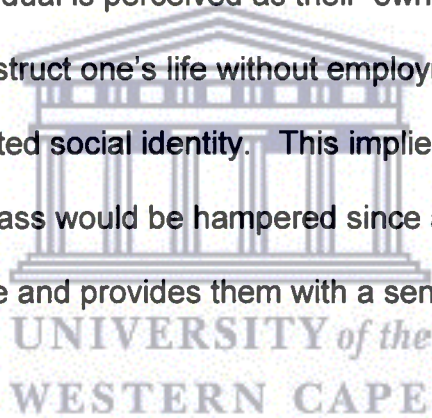 dual is perceived as their "own
struct one's life without employ
ted social identity. This implie
ass would be hampered since a
e and provides them with a sen
UNIVERSITY of the
WESTERN CAPE